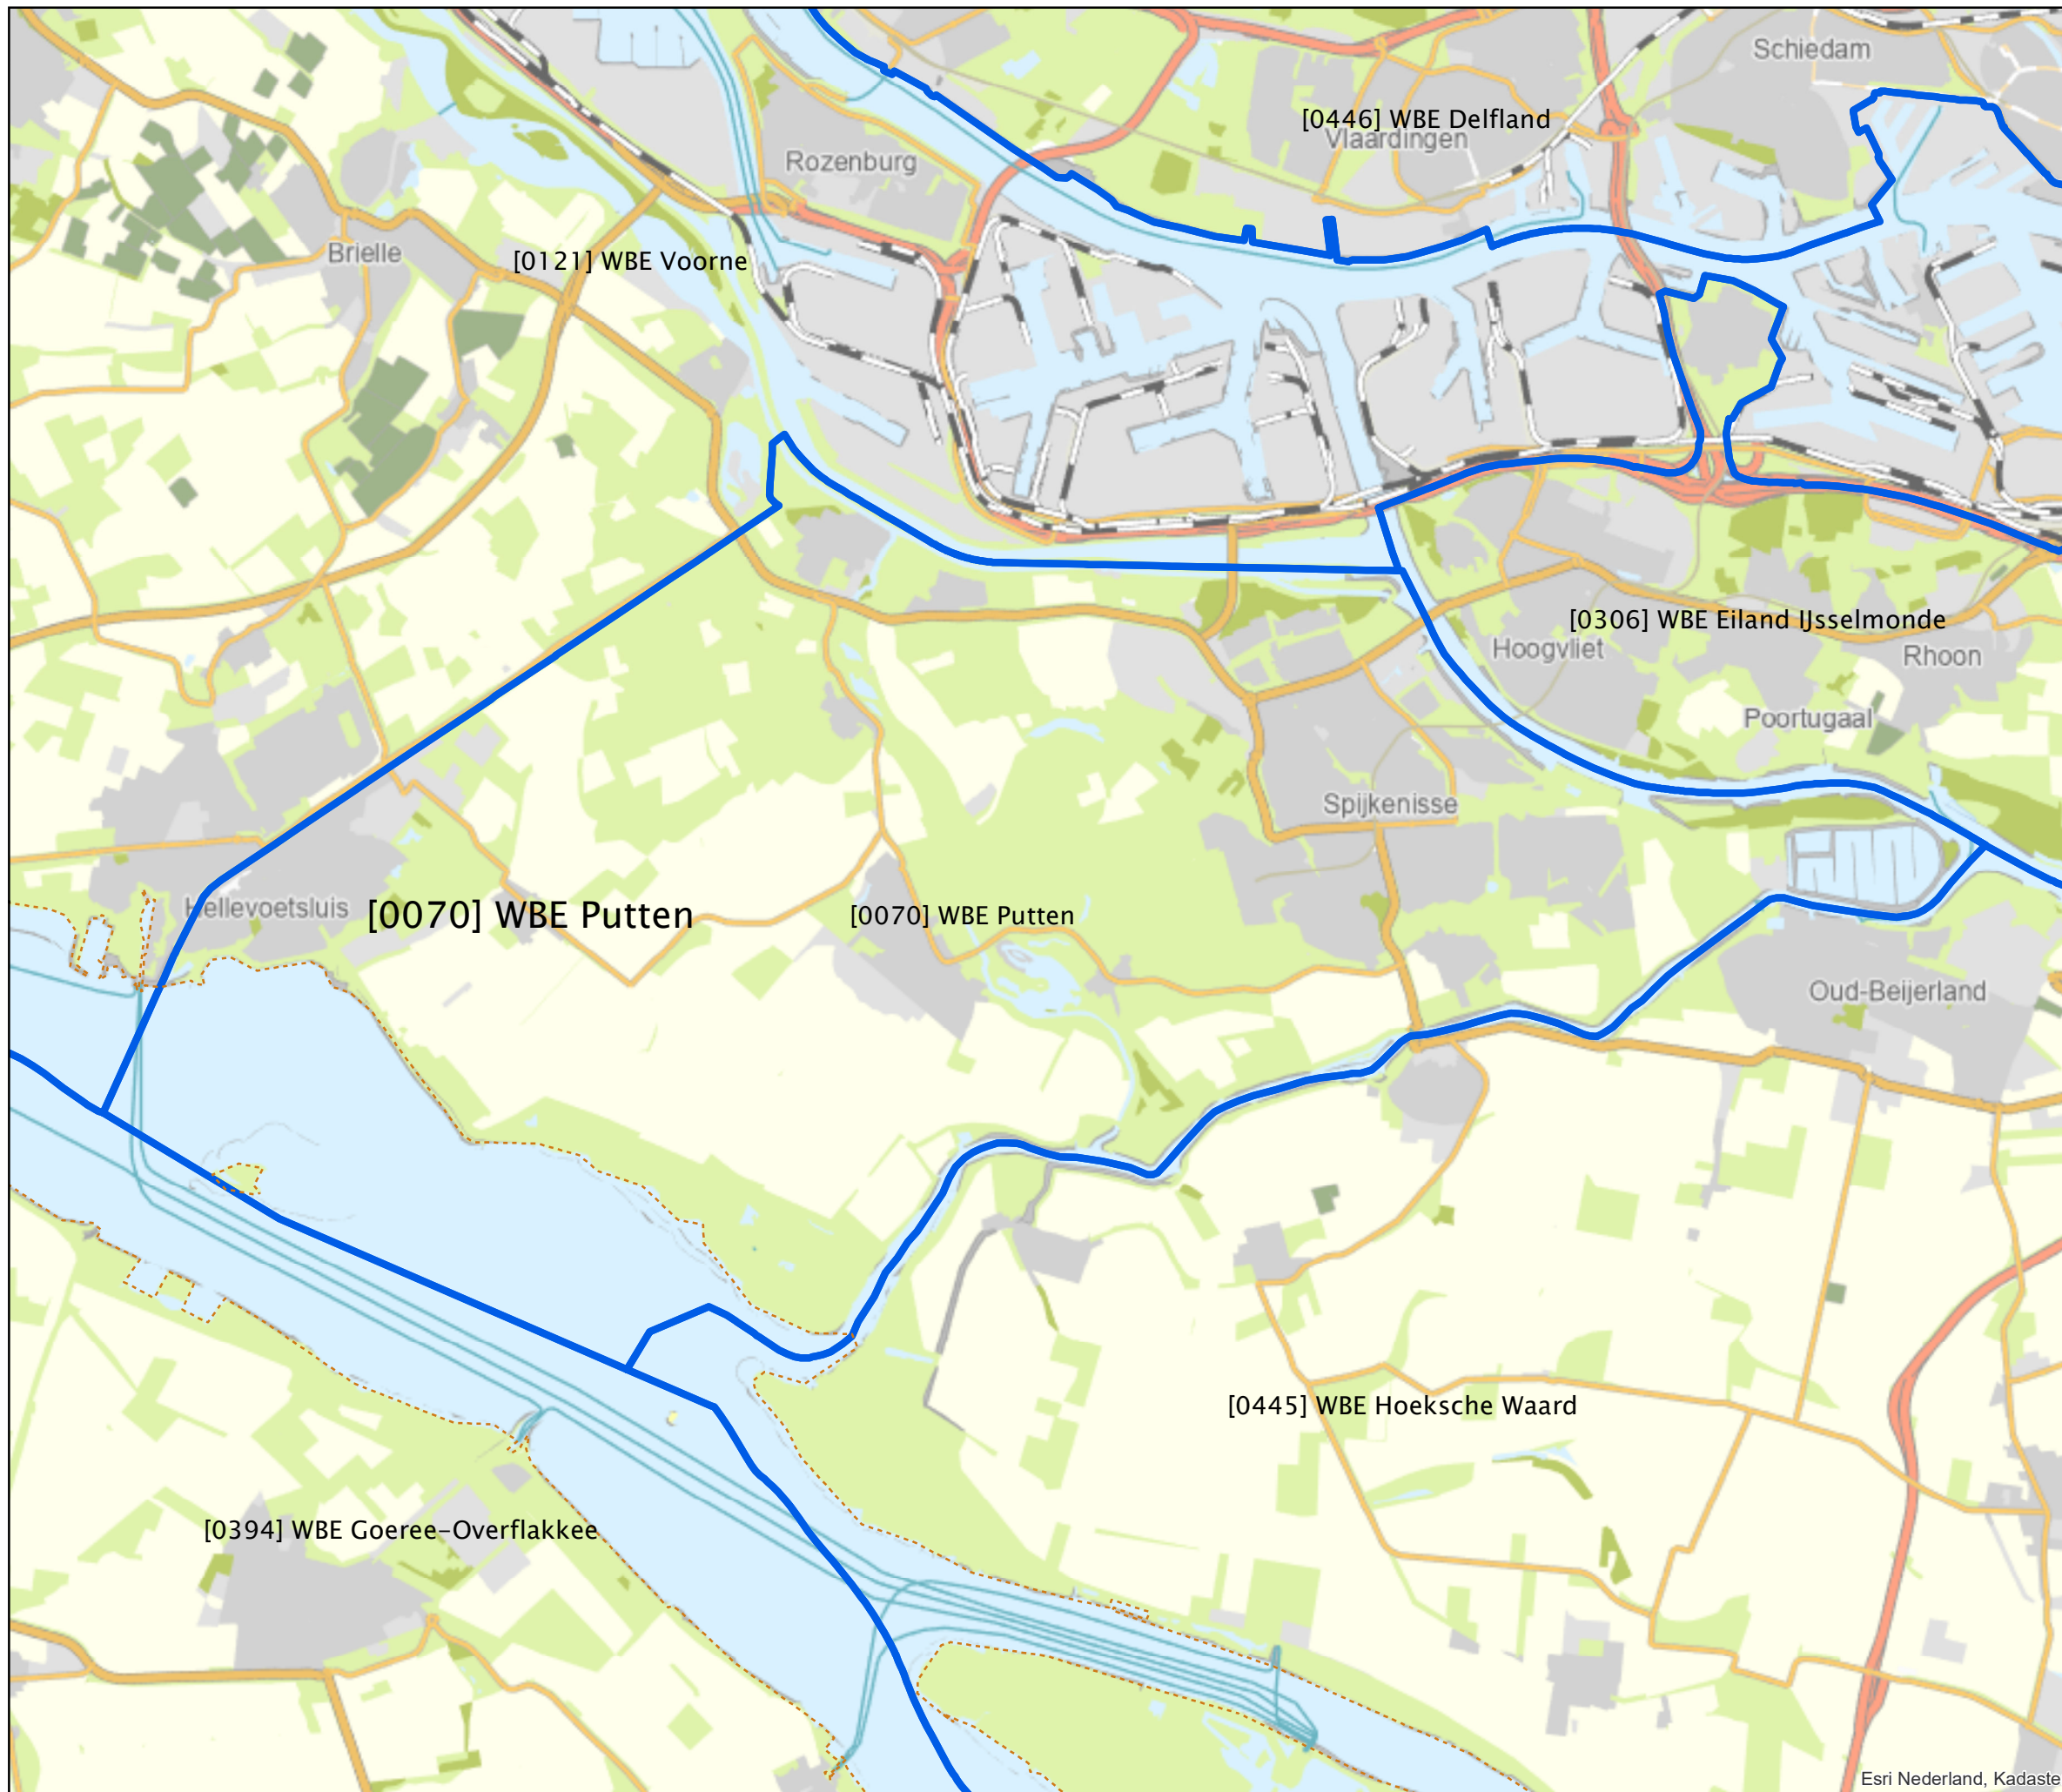 Schiedam
[0446] WBE Delfland
Vlaardingen
Rozenburg
Brielle
[0121] WBE Voorne
[0306] WBE Eiland IJsselmonde
Hoogvliet
Rhoon
Poortugaal
Spijkenisse
Hellevoetsluis
[0070] WBE Putten
[0070] WBE Putten
Oud-Beijerland
[0445] WBE Hoeksche Waard
[0394] WBE Goeree-Overflakkee
Esri Nederland, Kadaste